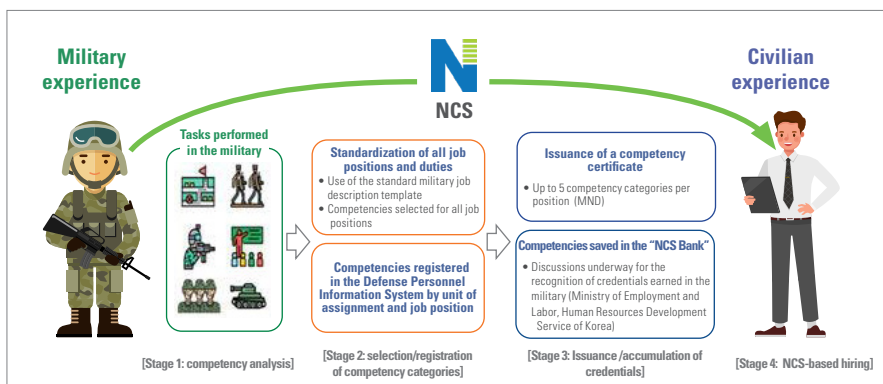 Military
experience
NCS
Civilian
experience
Tasks performed
in the military
Standardization of all job
positions and duties
• Use of the standard military job
description template
• Competencies selected for all job
positions
Competencies registered
in the Defense Personnel
Information System by unit of
assignment and job position
Issuance of a competency
certificate
• Up to 5 competency categories per
position (MND)
Competencies saved in the “NCS Bank”
• Discussions underway for the
recognition of credentials earned in the
military (Ministry of Employment and
Labor, Human Resources Development
Service of Korea)
[Stage 1: competency analysis]
[Stage 2: selection/registration
of competency categories]
[Stage 3: Issuance /accumulation of
credentials]
[Stage 4: NCS-based hiring]